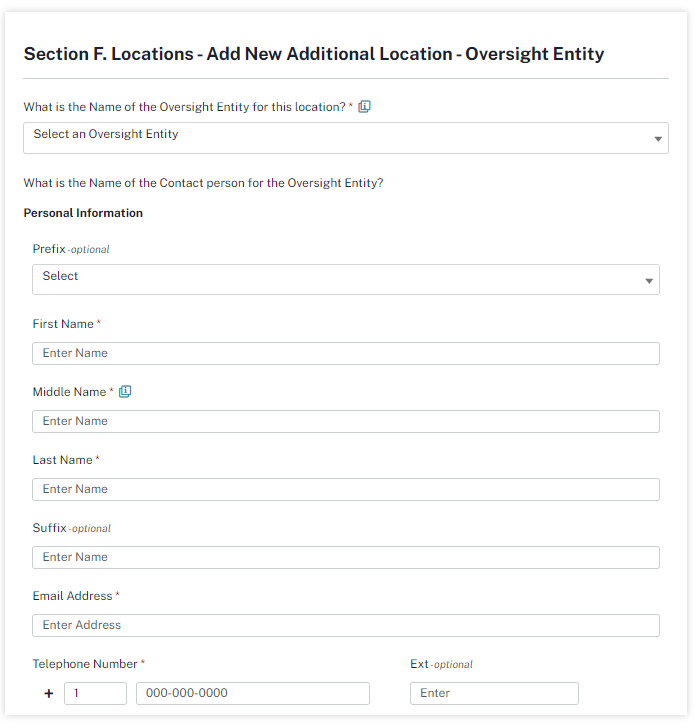 Section F. Locations - Add New Additional Location - Oversight Entity
What is the Name of the Oversight Entity for this location? *
Select an Oversight Entity
What is the Name of the Contact person for the Oversight Entity?
Personal Information
Prefix - optional
Select
First Name *
Enter Name
Middle Name *
Enter Name
Last Name *
Enter Name
Suffix - optional
Enter Name
Email Address *
Enter Address
Telephone Number * Ext - optional
+ 1 000-000-0000 Enter